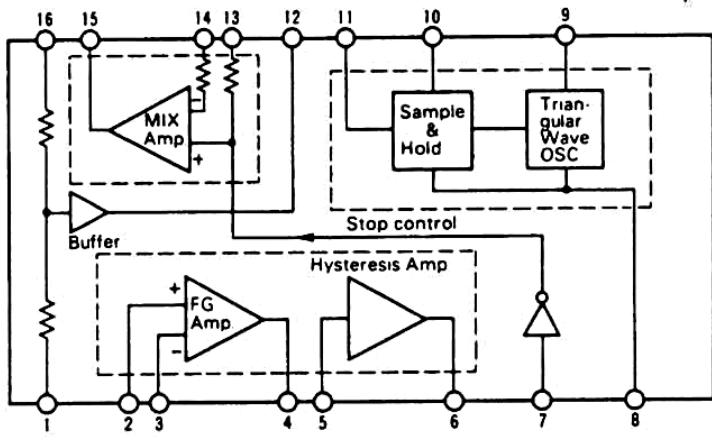 16 15 14 13 12 11 10 9
MIX
Amp
-
+
Sample
&
Hold
Trian-
gular
Wave
OSC
Buffer
Stop control
Hysteresis Amp
+
FG
Amp.
-
1 2 3 4 5 6 7 8